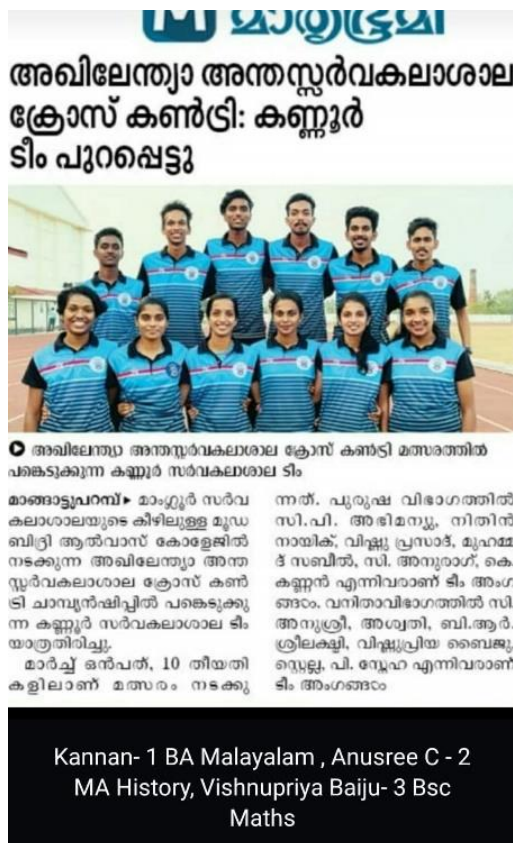 മാതൃഭൂമി
അഖിലേന്ത്യാ അന്തസ്സർവകലാശാല
ക്രോസ് കൺട്രി: കണ്ണൂർ
ടീം പുറപ്പെട്ടു
അഖിലേന്ത്യാ അന്തസ്സർവകലാശാല ക്രോസ് കൺട്രി മത്സരത്തിൽ
പങ്കെടുക്കുന്ന കണ്ണൂർ സർവകലാശാല ടീം
മാങ്ങാട്ടുപറമ്പ്▸ മാംഗ്ലൂർ സർവ
കലാശാലയുടെ കീഴിലുള്ള മൂഡ
ബിദ്രി ആൽവാസ് കോളേജിൽ
നടക്കുന്ന അഖിലേന്ത്യാ അന്ത
സ്സർവകലാശാല ക്രോസ് കൺ
ട്രി ചാമ്പ്യൻഷിപ്പിൽ പങ്കെടുക്കു
ന്ന കണ്ണൂർ സർവകലാശാല ടീം
യാത്രതിരിച്ചു.
മാർച്ച് ഒൻപത്, 10 തീയതി
കളിലാണ് മത്സരം നടക്കു
ന്നത്. പുരുഷ വിഭാഗത്തിൽ
സി.പി. അഭിമന്യു, നിതിൻ
നായിക്, വിഷ്ണു പ്രസാദ്, മുഹമ്മ
ദ് സബീൽ, സി. അനുരാഗ്, കെ.
കണ്ണൻ എന്നിവരാണ് ടീം അംഗ
ങ്ങൾ. വനിതാവിഭാഗത്തിൽ സി.
അനുശ്രീ, അശ്വതി, ബി.ആർ.
ശ്രീലക്ഷ്മി, വിഷ്ണുപ്രിയ ബൈജു,
സ്റ്റെല്ല, പി. സ്നേഹ എന്നിവരാണ്
ടീം അംഗങ്ങൾ
Kannan- 1 BA Malayalam , Anusree C - 2
MA History, Vishnupriya Baiju- 3 Bsc
Maths